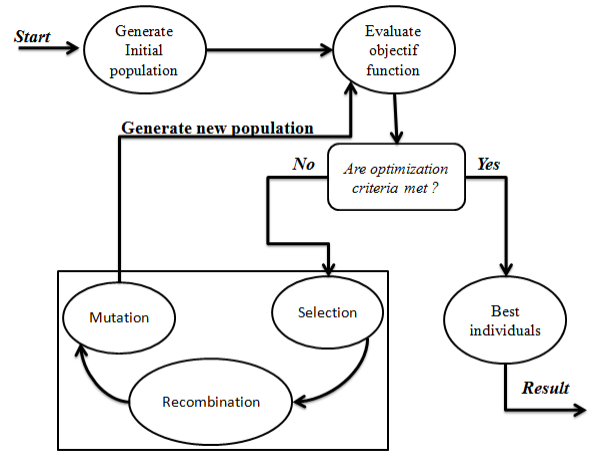 Start
Generate
Initial
population
Evaluate
objectif
function
Generate new population
No
Are optimization
criteria met ?
Yes
Mutation
Selection
Recombination
Best
individuals
Result